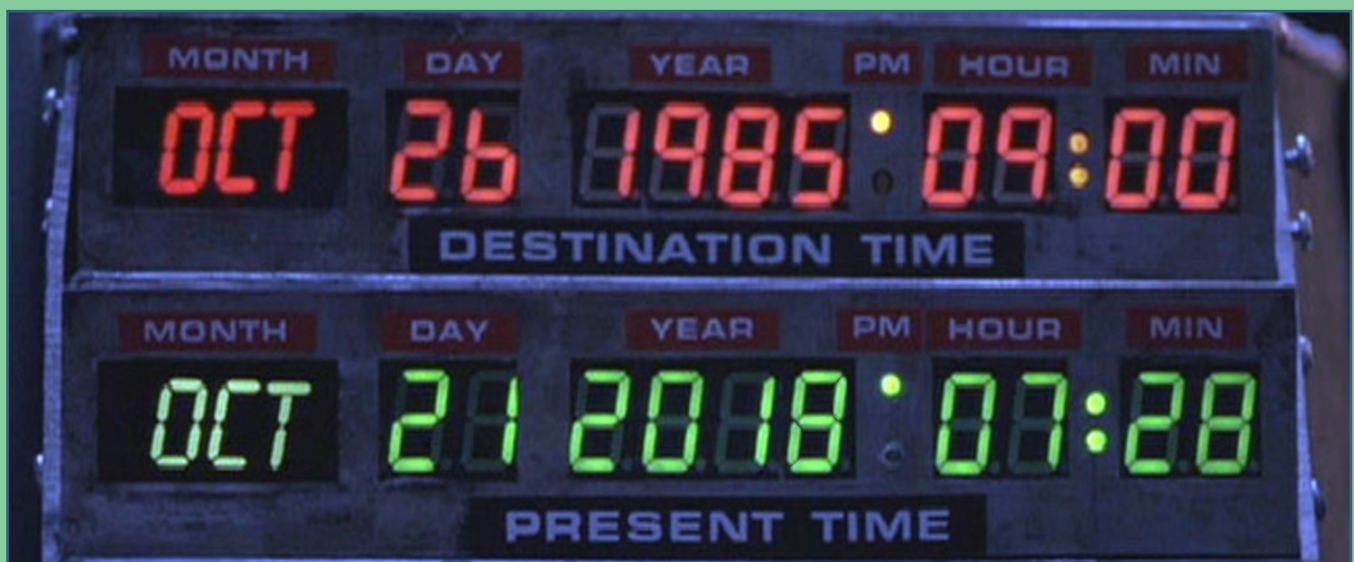 MONTH DAY YEAR PM HOUR MIN
OCT 26 1985 09:00
DESTINATION TIME
MONTH DAY YEAR PM HOUR MIN
OCT 21 2018 07:28
PRESENT TIME